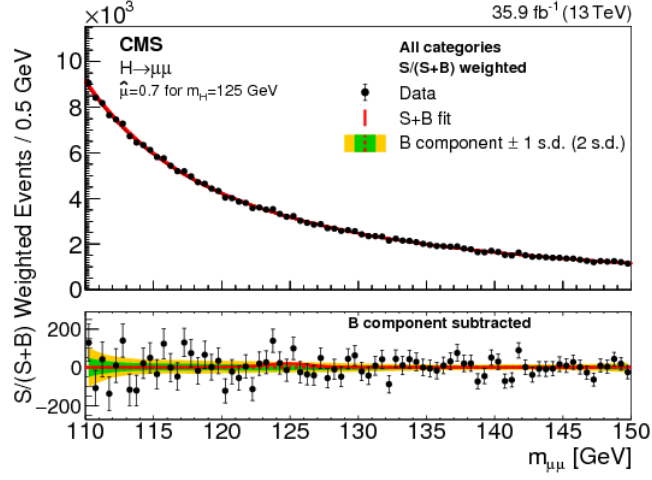 ×10³
35.9 fb⁻¹ (13 TeV)
CMS
H→μμ
μ̂=0.7 for m_H=125 GeV
All categories
S/(S+B) weighted
Data
S+B fit
B component ± 1 s.d. (2 s.d.)
S/(S+B) Weighted Events / 0.5 GeV
10
8
6
4
2
0
B component subtracted
200
0
−200
110 115 120 125 130 135 140 145 150
m_μμ [GeV]